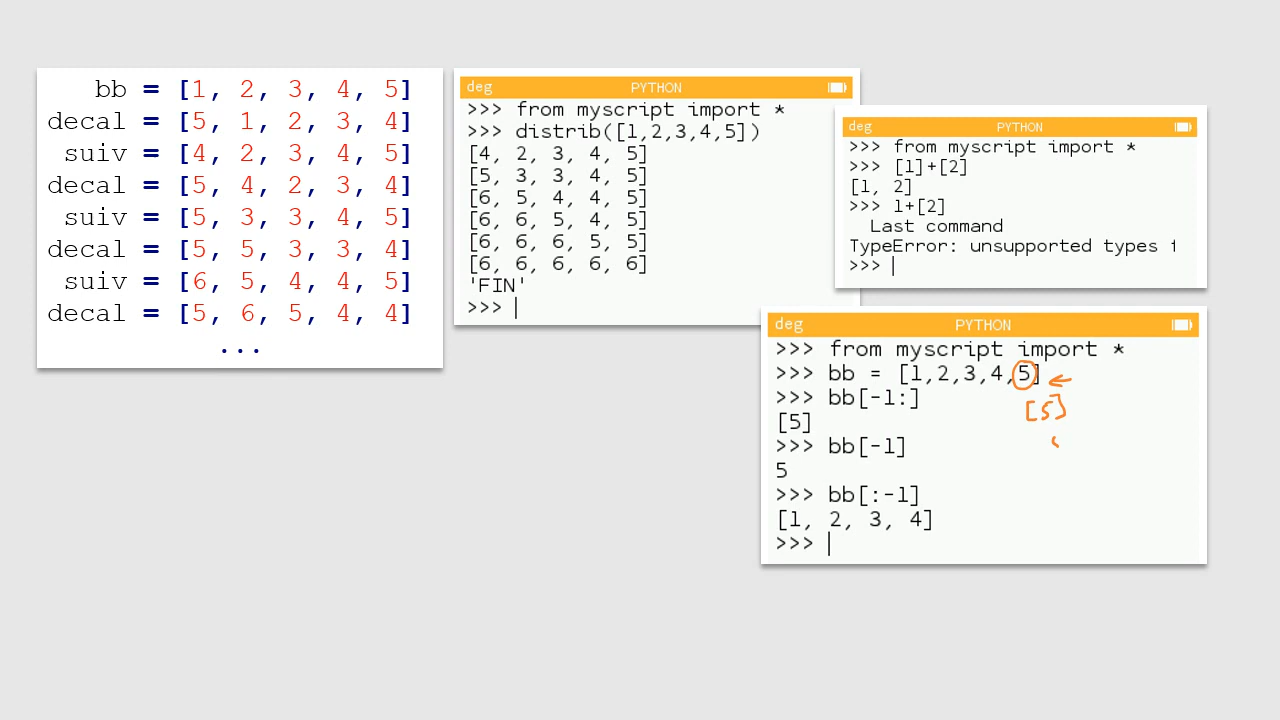 bb = [1, 2, 3, 4, 5]
decal = [5, 1, 2, 3, 4]
suiv = [4, 2, 3, 4, 5]
decal = [5, 4, 2, 3, 4]
suiv = [5, 3, 3, 4, 5]
decal = [5, 5, 3, 3, 4]
suiv = [6, 5, 4, 4, 5]
decal = [5, 6, 5, 4, 4]
...
deg PYTHON
>>> from myscript import *
>>> distrib([1,2,3,4,5])
[4, 2, 3, 4, 5]
[5, 3, 3, 4, 5]
[6, 5, 4, 4, 5]
[6, 6, 5, 4, 5]
[6, 6, 6, 5, 5]
[6, 6, 6, 6, 6]
'FIN'
>>>
deg PYTHON
>>> from myscript import *
>>> [1]+[2]
[1, 2]
>>> 1+[2]
Last command
TypeError: unsupported types
>>>
deg PYTHON
>>> from myscript import *
>>> bb = [1,2,3,4,5]
>>> bb[-1:]
[5]
[5]
>>> bb[-1]
5
>>> bb[:-1]
[1, 2, 3, 4]
>>>